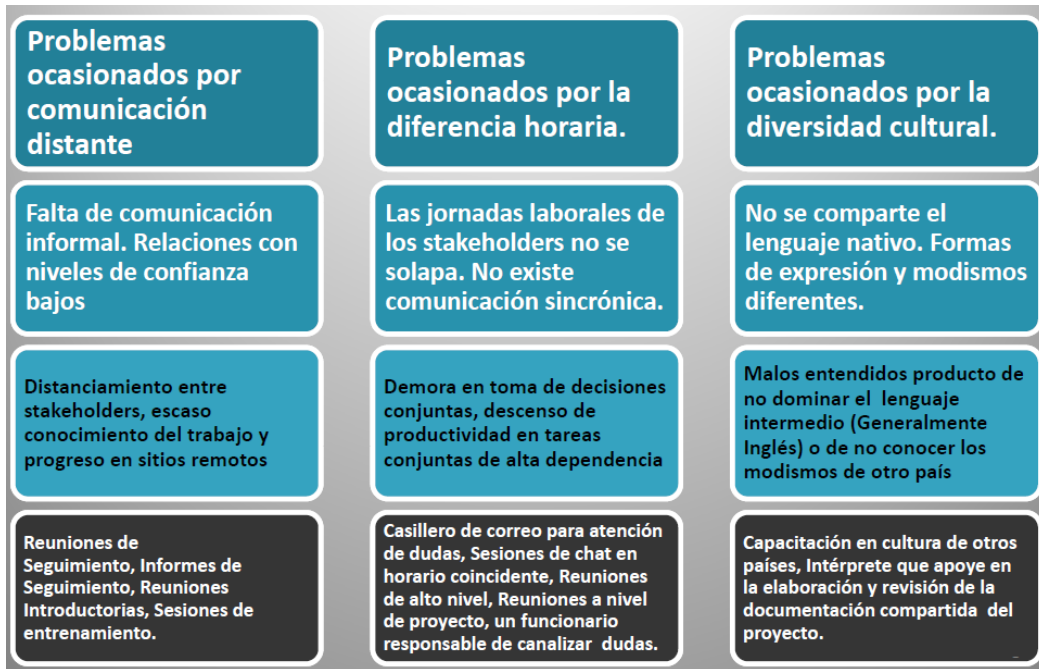 Problemas
ocasionados por
comunicación
distante
Falta de comunicación
informal. Relaciones con
niveles de confianza
bajos
Distanciamiento entre
stakeholders, escaso
conocimiento del trabajo y
progreso en sitios remotos
Reuniones de
Seguimiento, Informes de
Seguimiento, Reuniones
Introductorias, Sesiones de
entrenamiento.
Problemas
ocasionados por la
diferencia horaria.
Las jornadas laborales de
los stakeholders no se
solapa. No existe
comunicación sincrónica.
Demora en toma de decisiones
conjuntas, descenso de
productividad en tareas
conjuntas de alta dependencia
Casillero de correo para atención
de dudas, Sesiones de chat en
horario coincidente, Reuniones
de alto nivel, Reuniones a nivel
de proyecto, un funcionario
responsable de canalizar dudas.
Problemas
ocasionados por la
diversidad cultural.
No se comparte el
lenguaje nativo. Formas
de expresión y modismos
diferentes.
Malos entendidos producto de
no dominar el lenguaje
intermedio (Generalmente
Inglés) o de no conocer los
modismos de otro país
Capacitación en cultura de otros
países, Intérprete que apoye en
la elaboración y revisión de la
documentación compartida del
proyecto.